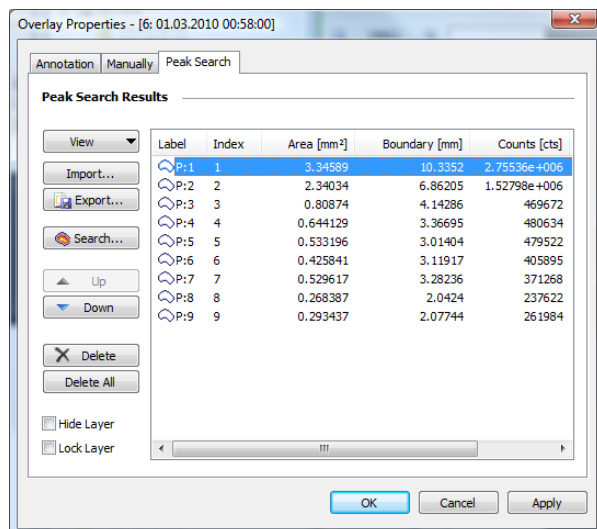 Overlay Properties - [6: 01.03.2010 00:58:00]
Annotation Manually Peak Search
Peak Search Results
View
Import...
Export...
Search...
Up
Down
Delete
Delete All
Hide Layer
Lock Layer
Label Index Area [mm²] Boundary [mm] Counts [cts]
P:1 1 3.34589 10.3352 2.75536e+006
P:2 2 2.34034 6.86205 1.52798e+006
P:3 3 0.80874 4.14286 469672
P:4 4 0.644129 3.36695 480634
P:5 5 0.533196 3.01404 479522
P:6 6 0.425841 3.11917 405895
P:7 7 0.529617 3.28236 371268
P:8 8 0.268387 2.0424 237622
P:9 9 0.293437 2.07744 261984
OK Cancel Apply